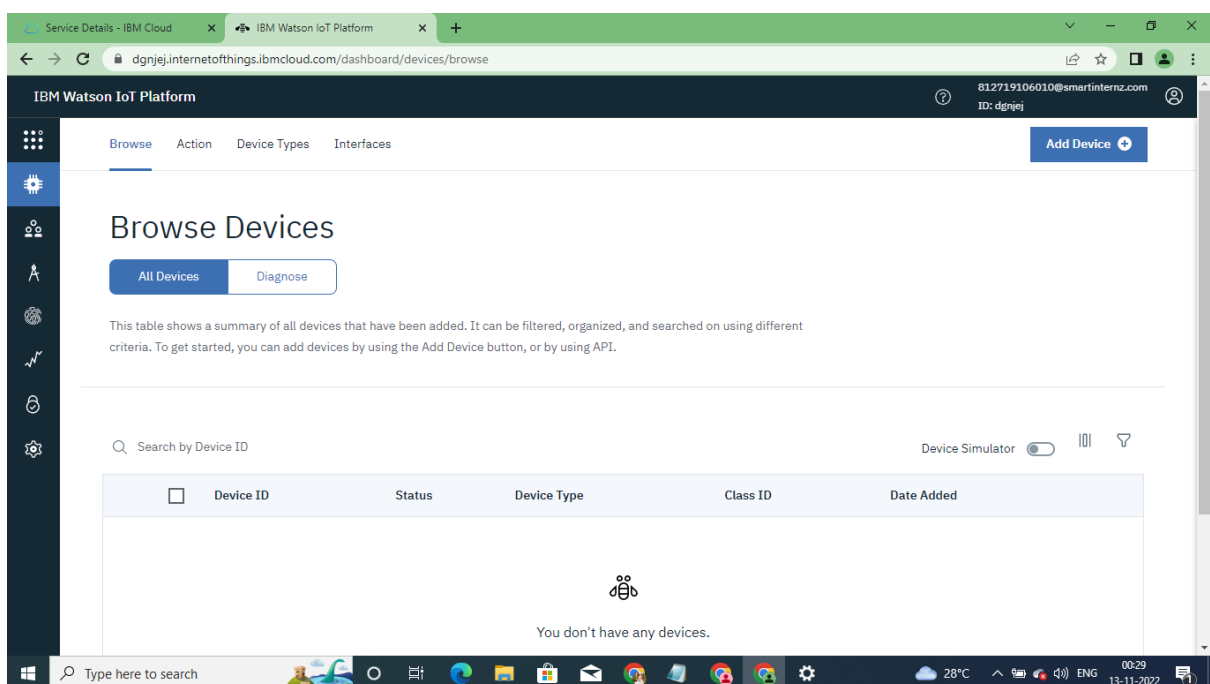 Service Details - IBM Cloud
IBM Watson IoT Platform
dgnjej.internetofthings.ibmcloud.com/dashboard/devices/browse
IBM Watson IoT Platform
812719106010@smartinternz.com
ID: dgnjej
Browse Action Device Types Interfaces
Add Device
Browse Devices
All Devices Diagnose
This table shows a summary of all devices that have been added. It can be filtered, organized, and searched on using different
criteria. To get started, you can add devices by using the Add Device button, or by using API.
Search by Device ID
Device Simulator
Device ID Status Device Type Class ID Date Added
You don't have any devices.
Type here to search
28°C
ENG
00:29
13-11-2022
1